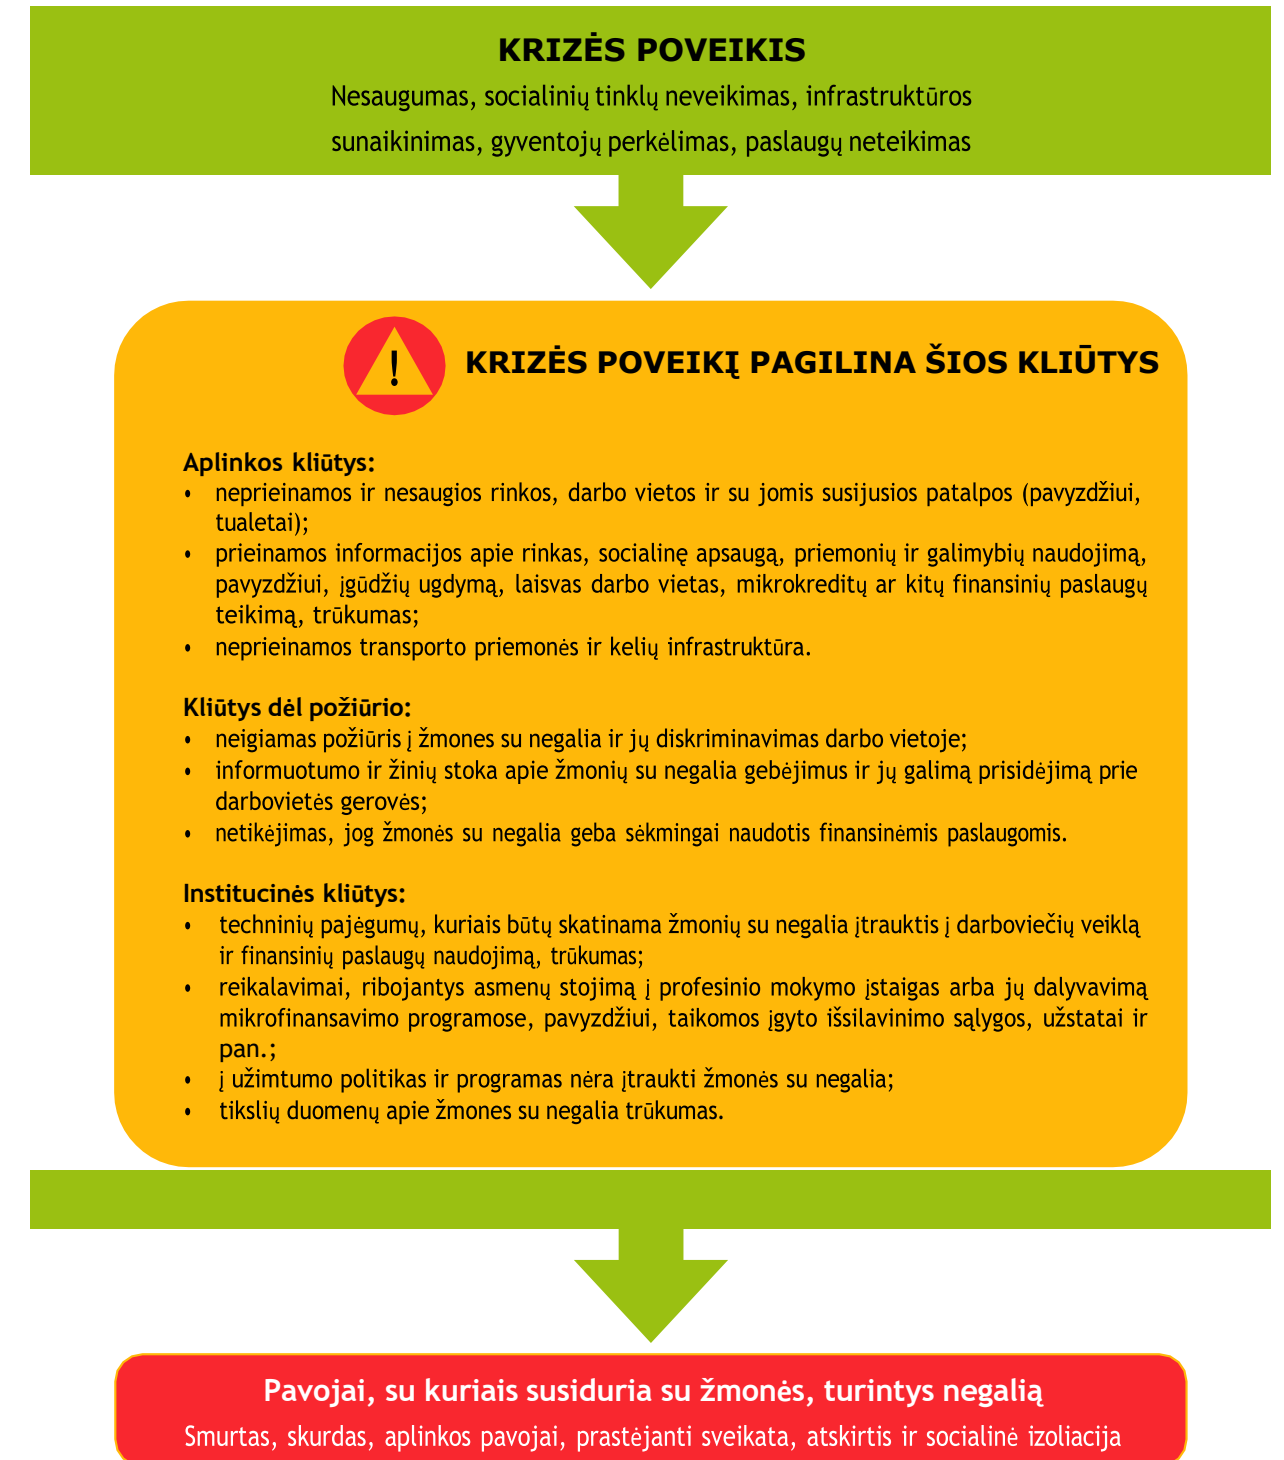 KRIZĖS POVEIKIS
Nesaugumas, socialinių tinklų neveikimas, infrastruktūros
sunaikinimas, gyventojų perkėlimas, paslaugų neteikimas
!
KRIZĖS POVEIKĮ PAGILINA ŠIOS KLIŪTYS
Aplinkos kliūtys:
• neprieinamos ir nesaugios rinkos, darbo vietos ir su jomis susijusios patalpos (pavyzdžiui,
tualetai);
• prieinamos informacijos apie rinkas, socialinę apsaugą, priemonių ir galimybių naudojimą,
pavyzdžiui, įgūdžių ugdymą, laisvas darbo vietas, mikrokreditų ar kitų finansinių paslaugų
teikimą, trūkumas;
• neprieinamos transporto priemonės ir kelių infrastruktūra.
Kliūtys dėl požiūrio:
• neigiamas požiūris į žmones su negalia ir jų diskriminavimas darbo vietoje;
• informuotumo ir žinių stoka apie žmonių su negalia gebėjimus ir jų galimą prisidėjimą prie
darbovietės gerovės;
• netikėjimas, jog žmonės su negalia geba sėkmingai naudotis finansinėmis paslaugomis.
Institucinės kliūtys:
• techninių pajėgumų, kuriais būtų skatinama žmonių su negalia įtrauktis į darboviečių veiklą
ir finansinių paslaugų naudojimą, trūkumas;
• reikalavimai, ribojantys asmenų stojimą į profesinio mokymo įstaigas arba jų dalyvavimą
mikrofinansavimo programose, pavyzdžiui, taikomos įgyto išsilavinimo sąlygos, užstatai ir
pan.;
• į užimtumo politikas ir programas nėra įtraukti žmonės su negalia;
• tikslių duomenų apie žmones su negalia trūkumas.
Pavojai, su kuriais susiduria su žmonės, turintys negalią
Smurtas, skurdas, aplinkos pavojai, prastėjanti sveikata, atskirtis ir socialinė izoliacija